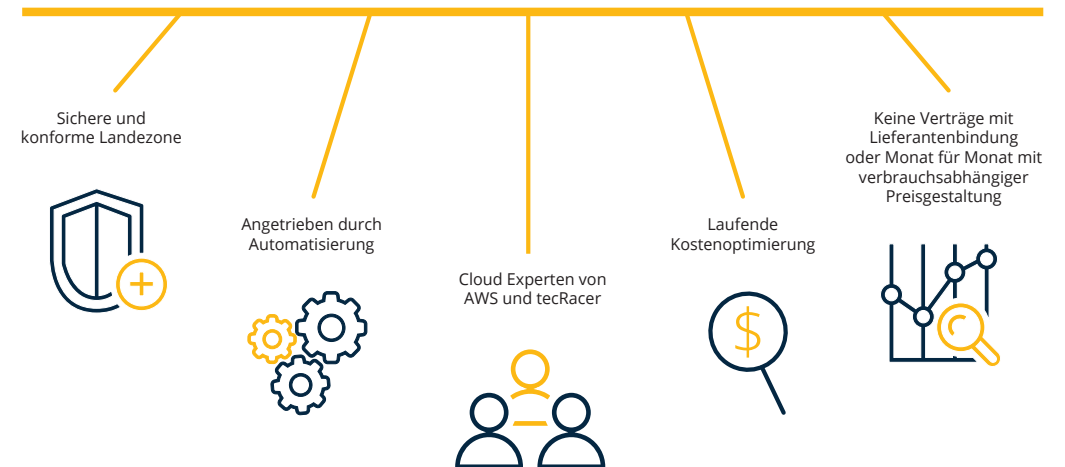 Sichere und
konforme Landezone
Angetrieben durch
Automatisierung
Cloud Experten von
AWS und tecRacer
Laufende
Kostenoptimierung
$
Keine Verträge mit
Lieferantenbindung
oder Monat für Monat mit
verbrauchsabhängiger
Preisgestaltung